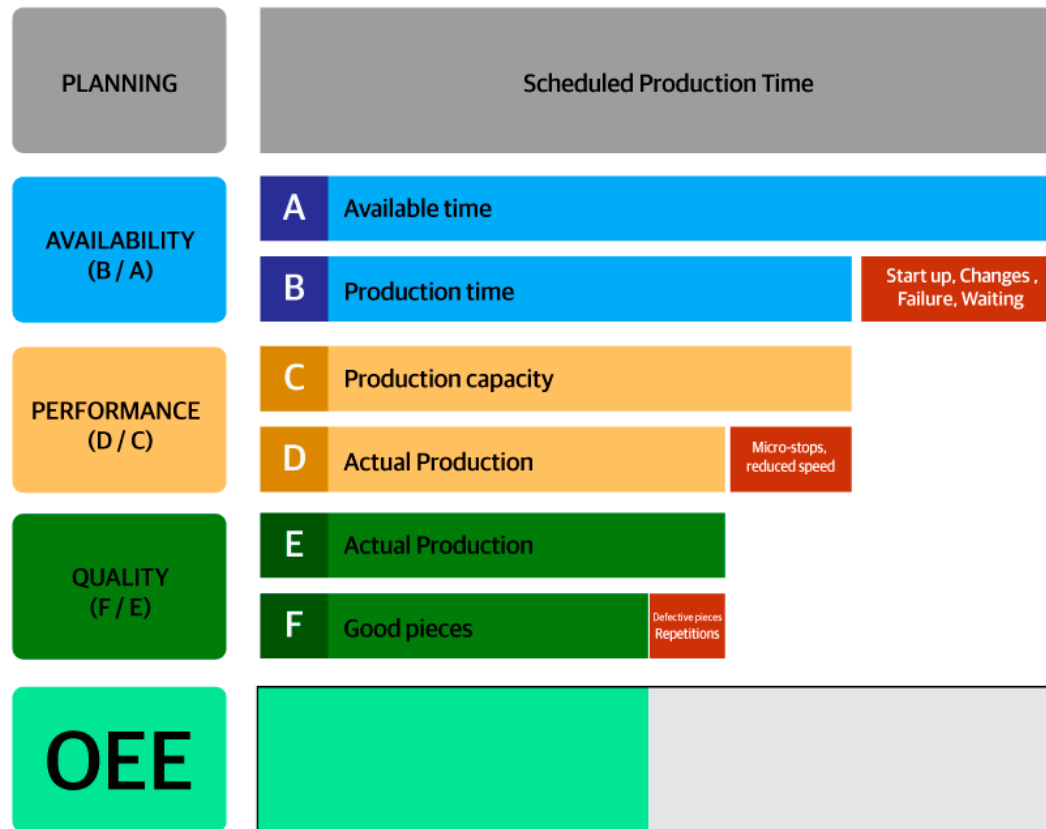 PLANNING
Scheduled Production Time
AVAILABILITY
(B / A)
A Available time
B Production time
Start up, Changes ,
Failure, Waiting
PERFORMANCE
(D / C)
C Production capacity
D Actual Production
Micro-stops,
reduced speed
QUALITY
(F / E)
E Actual Production
F Good pieces
Defective pieces
Repetitions
OEE